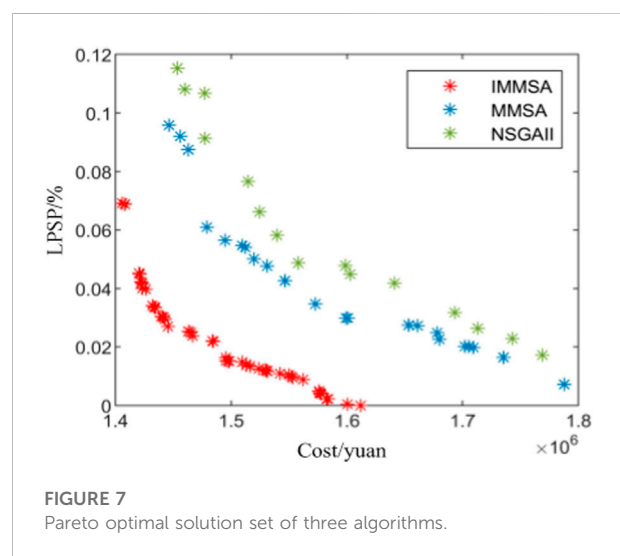 0.12
0.1
0.08
0.06
0.04
0.02
0
LPSP/%
IMMSA
MMSA
NSGAII
1.4 1.5 1.6 1.7 1.8
×10⁶
Cost/yuan
FIGURE 7
Pareto optimal solution set of three algorithms.